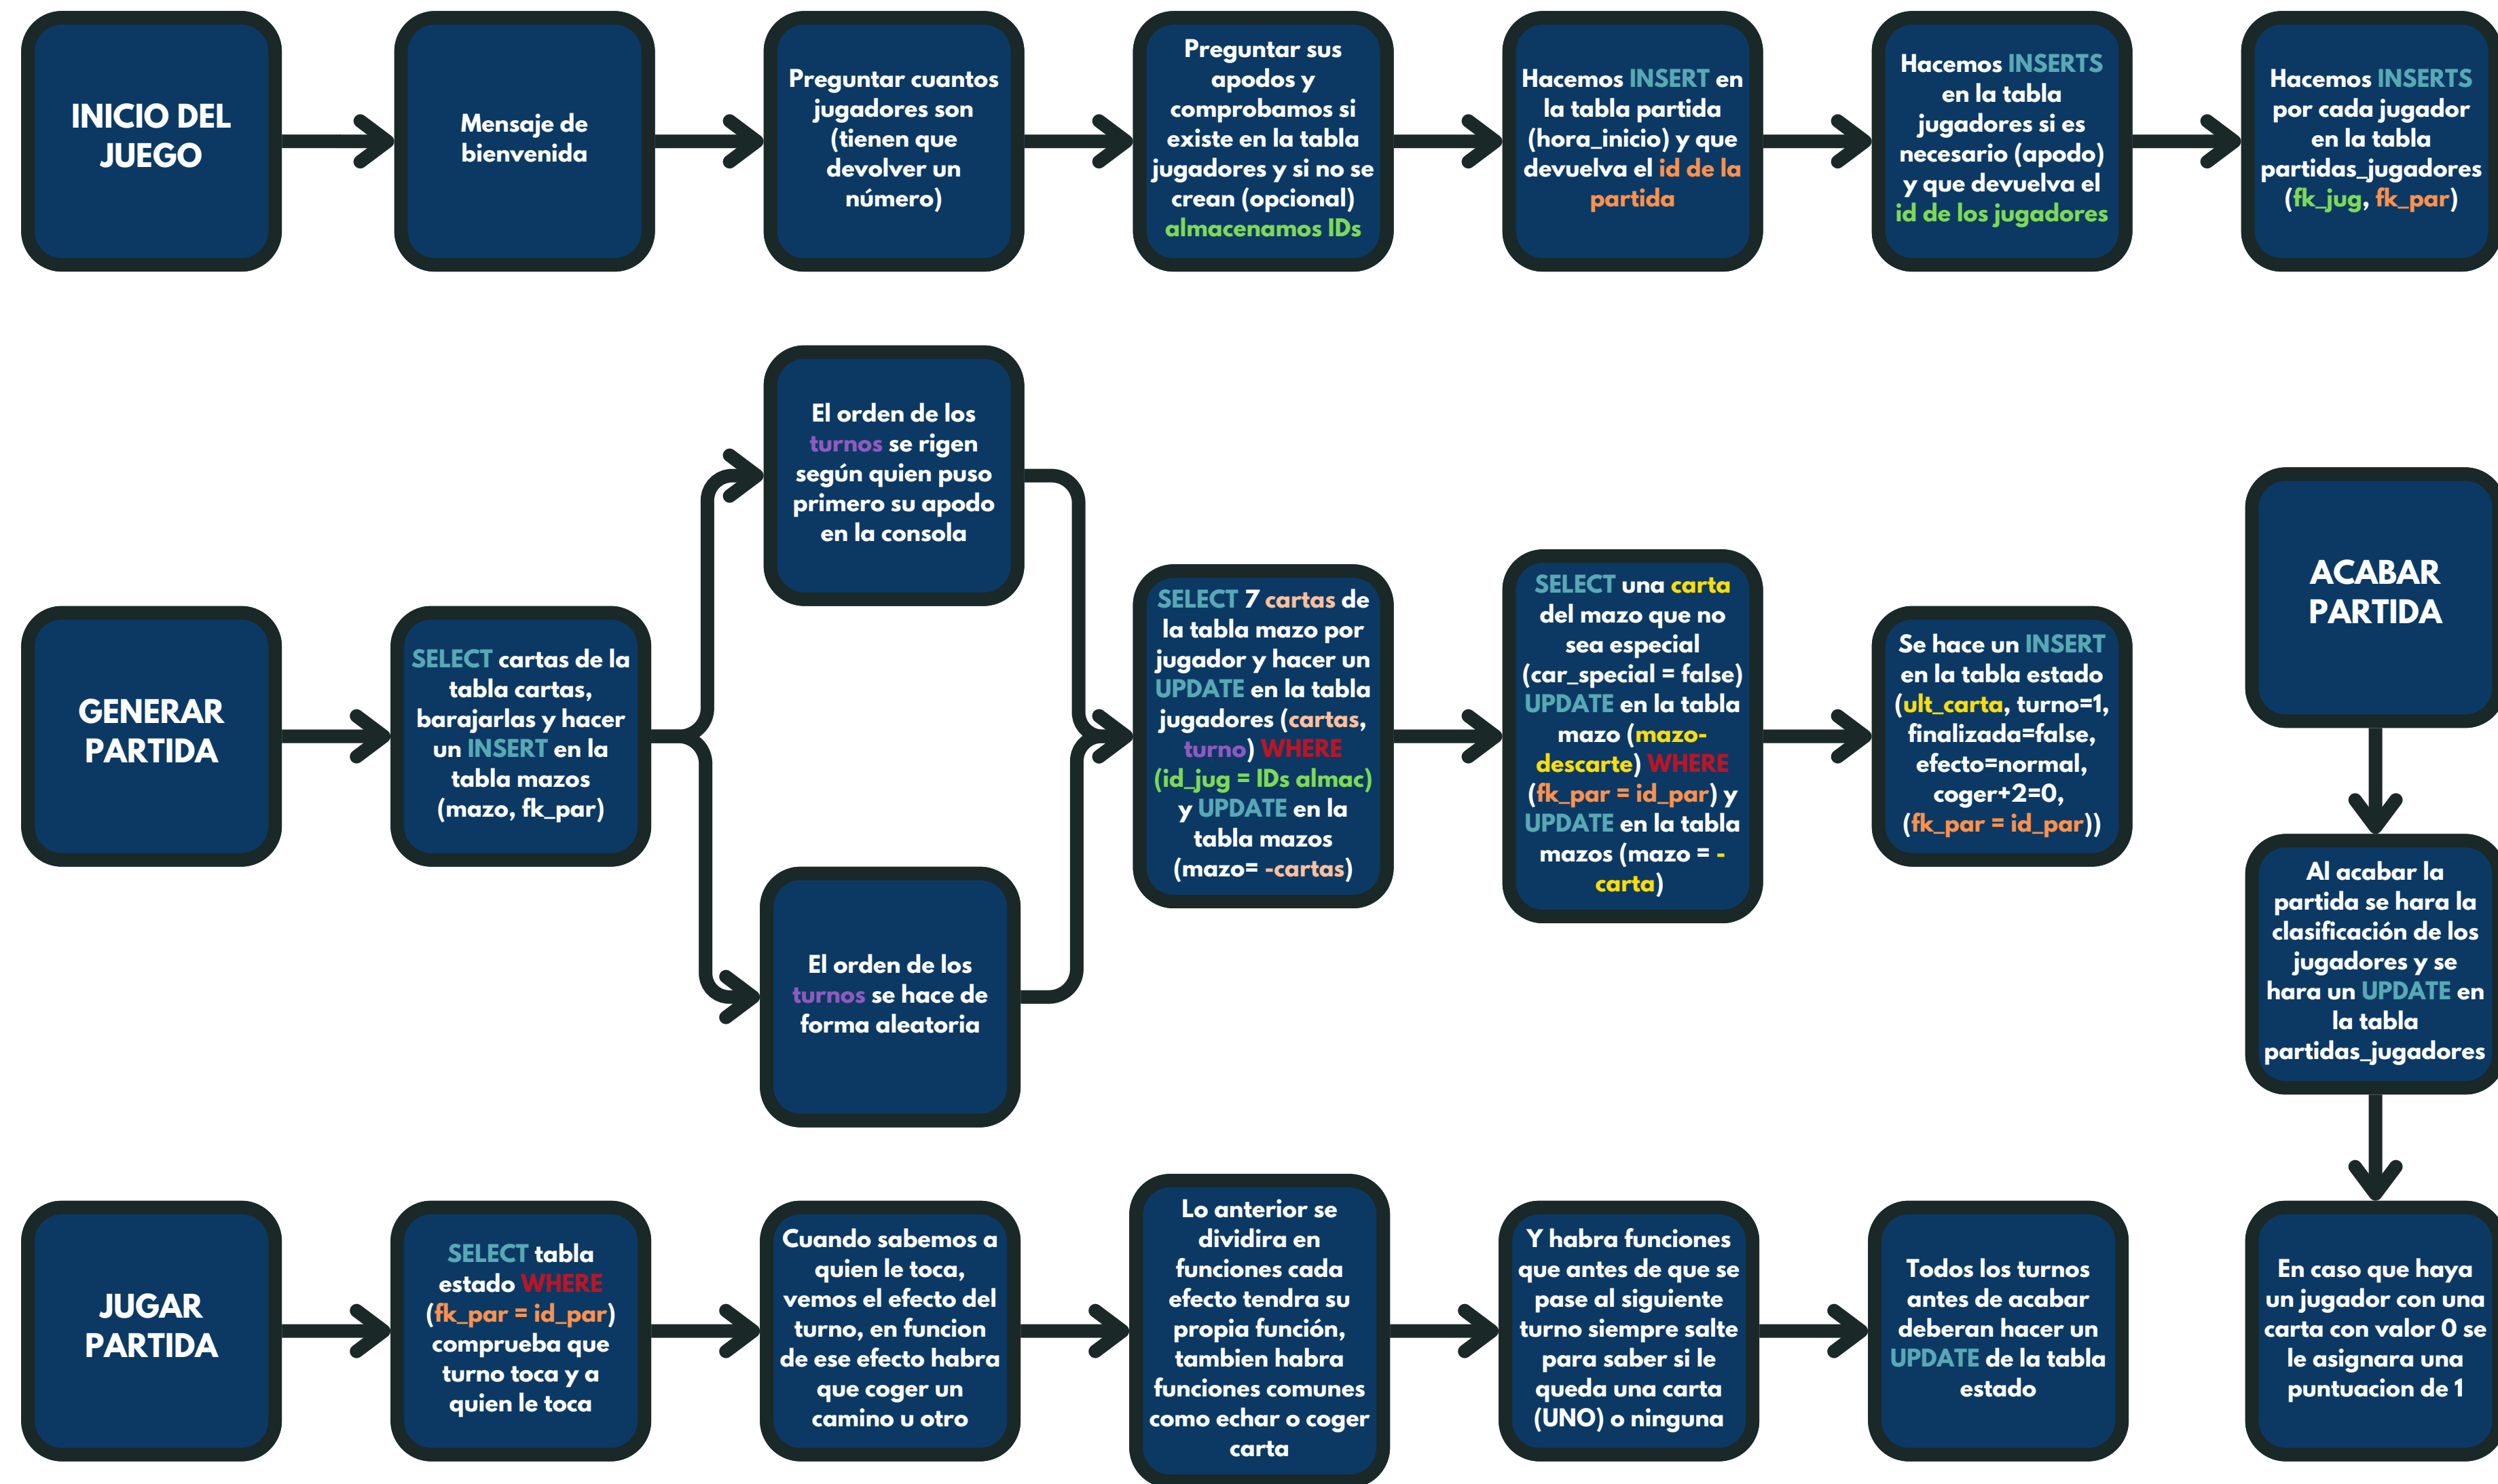 INICIO DEL
JUEGO
Mensaje de
bienvenida
Preguntar cuantos
jugadores son
(tienen que
devolver un
número)
Preguntar sus
apodos y
comprobamos si
existe en la tabla
jugadores y si no se
crean (opcional)
almacenamos IDs
Hacemos INSERT en
la tabla partida
(hora_inicio) y que
devuelva el id de la
partida
Hacemos INSERTS
en la tabla
jugadores si es
necesario (apodo)
y que devuelva el
id de los jugadores
Hacemos INSERTS
por cada jugador
en la tabla
partidas_jugadores
(fk_jug, fk_par)
GENERAR
PARTIDA
SELECT cartas de la
tabla cartas,
barajarlas y hacer
un INSERT en la
tabla mazos
(mazo, fk_par)
El orden de los
turnos se rigen
según quien puso
primero su apodo
en la consola
El orden de los
turnos se hace de
forma aleatoria
SELECT 7 cartas de
la tabla mazo por
jugador y hacer un
UPDATE en la tabla
jugadores (cartas,
turno) WHERE
(id_jug = IDs almac)
y UPDATE en la
tabla mazos
(mazo= -cartas)
SELECT una carta
del mazo que no
sea especial
(car_special = false)
UPDATE en la tabla
mazo (mazo-
descarte) WHERE
(fk_par = id_par) y
UPDATE en la tabla
mazos (mazo = -
carta)
Se hace un INSERT
en la tabla estado
(ult_carta, turno=1,
finalizada=false,
efecto=normal,
coger+2=0,
(fk_par = id_par))
ACABAR
PARTIDA
Al acabar la
partida se hara la
clasificación de los
jugadores y se
hara un UPDATE en
la tabla
partidas_jugadores
En caso que haya
un jugador con una
carta con valor 0 se
le asignara una
puntuacion de 1
JUGAR
PARTIDA
SELECT tabla
estado WHERE
(fk_par = id_par)
comprueba que
turno toca y a
quien le toca
Cuando sabemos a
quien le toca,
vemos el efecto del
turno, en funcion
de ese efecto habra
que coger un
camino u otro
Lo anterior se
dividira en
funciones cada
efecto tendra su
propia función,
tambien habra
funciones comunes
como echar o coger
carta
Y habra funciones
que antes de que se
pase al siguiente
turno siempre salte
para saber si le
queda una carta
(UNO) o ninguna
Todos los turnos
antes de acabar
deberan hacer un
UPDATE de la tabla
estado